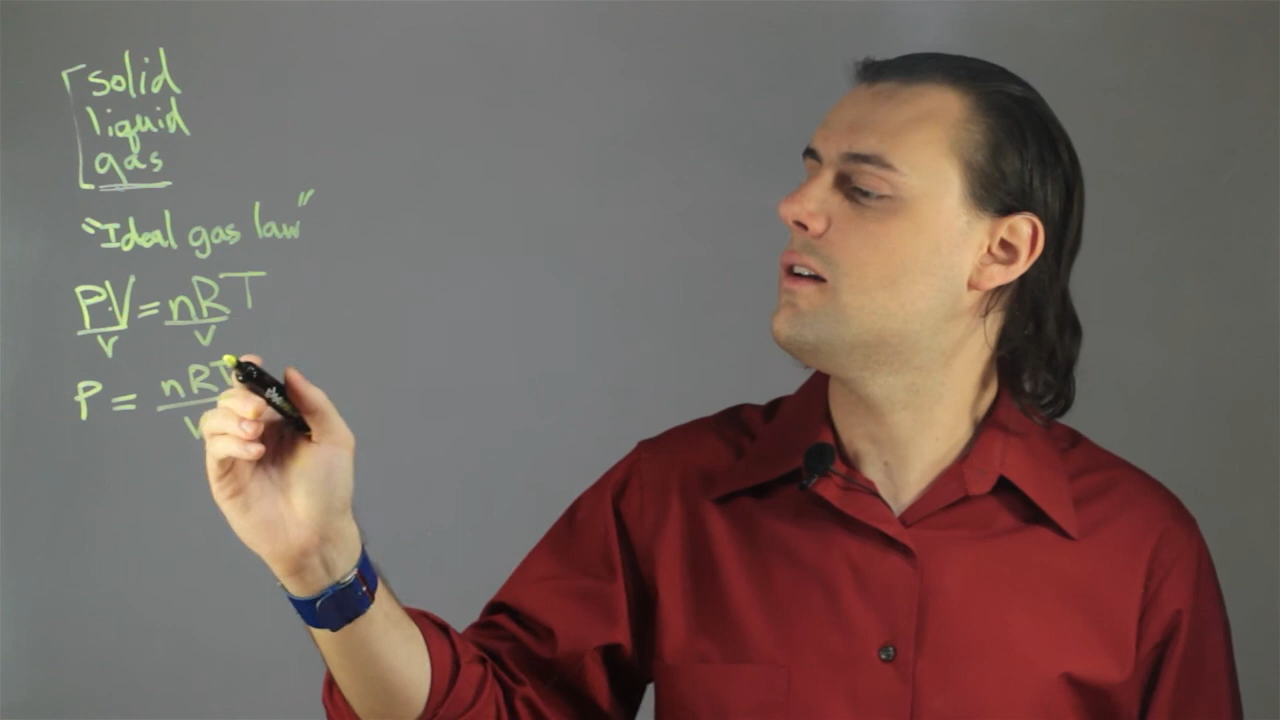 solid
liquid
gas
"Ideal gas law"
PV = nRT
V V
P = nRT
V